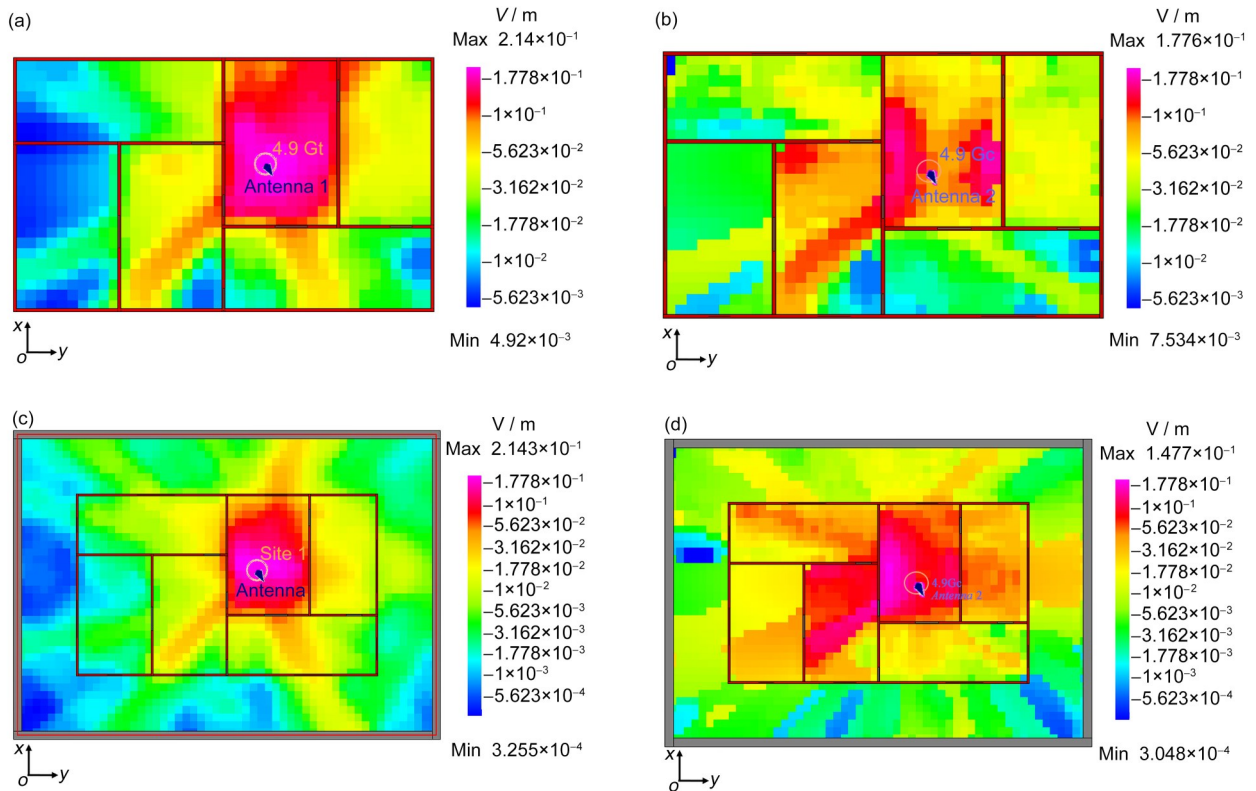 (a)
V / m
Max 2.14×10⁻¹
–1.778×10⁻¹
–1×10⁻¹
–5.623×10⁻²
–3.162×10⁻²
–1.778×10⁻²
–1×10⁻²
–5.623×10⁻³
Min 4.92×10⁻³
4.9 Gt
Antenna 1
x
o
y
(b)
V / m
Max 1.776×10⁻¹
–1.778×10⁻¹
–1×10⁻¹
–5.623×10⁻²
–3.162×10⁻²
–1.778×10⁻²
–1×10⁻²
–5.623×10⁻³
Min 7.534×10⁻³
4.9 Gc
Antenna 2
x
o
y
(c)
V / m
Max 2.143×10⁻¹
–1.778×10⁻¹
–1×10⁻¹
–5.623×10⁻²
–3.162×10⁻²
–1.778×10⁻²
–1×10⁻²
–5.623×10⁻³
–3.162×10⁻³
–1.778×10⁻³
–1×10⁻³
–5.623×10⁻⁴
Min 3.255×10⁻⁴
Site 1
Antenna
x
o
y
(d)
V / m
Max 1.477×10⁻¹
–1.778×10⁻¹
–1×10⁻¹
–5.623×10⁻²
–3.162×10⁻²
–1.778×10⁻²
–1×10⁻²
–5.623×10⁻³
–3.162×10⁻³
–1.778×10⁻³
–1×10⁻³
–5.623×10⁻⁴
Min 3.048×10⁻⁴
4.9Gc
Antenna 2
x
o
y